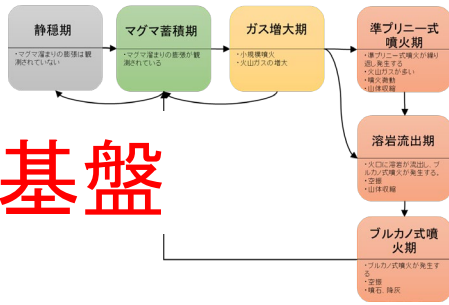 静穏期
・マグマ溜まりの膨張は観
測されていない
マグマ蓄積期
・マグマ溜まりの膨張が観
測されている
ガス増大期
・小規模噴火
・火山ガスの増大
準プリニー式
噴火期
・準プリニー式噴火が繰り
返し発生する
・火山ガスが多い
・噴火微動
・山体収縮
溶岩流出期
・火口に溶岩が流出し、ブ
ルカノ式噴火が発生する。
・空振
・山体収縮
ブルカノ式噴
火期
・ブルカノ式噴火が発生す
る
・空振
・噴石、降灰
基盤